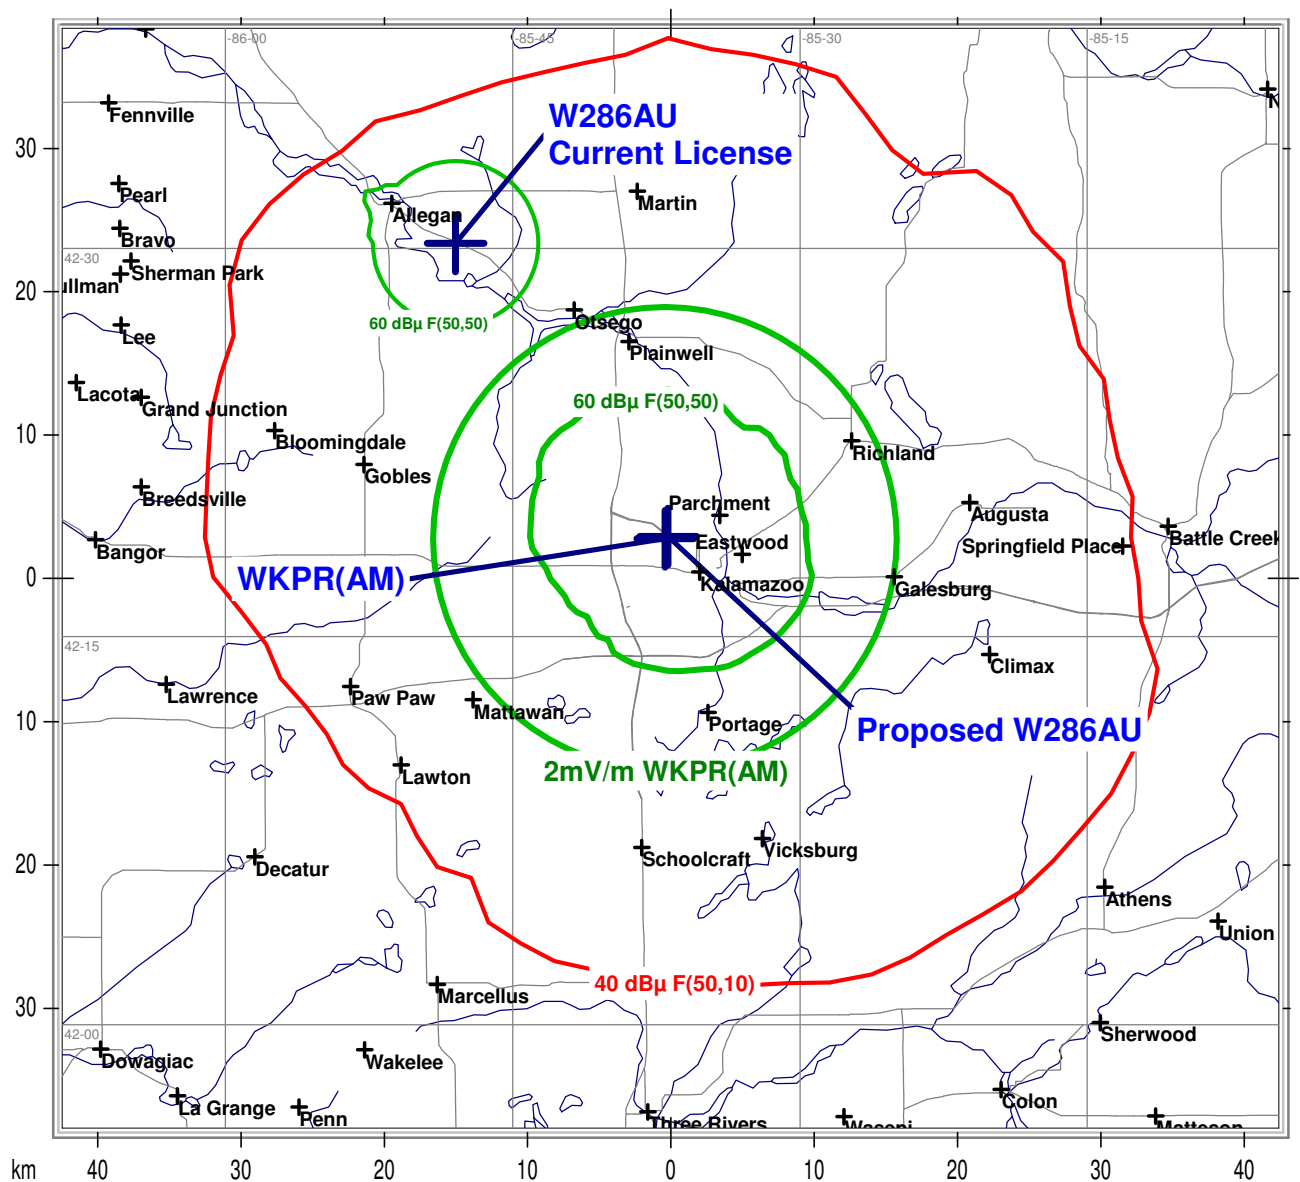 -86-00
-85-45
-85-30
-85-15
Fennville
W286AU
Current License
30
Pearl
Allegan
Martin
Bravo
42-30
Sherman Park
ullman
20
Otsego
60 dBµ F(50,50)
Lee
Plainwell
Lacota
Grand Junction
60 dBµ F(50,50)
10
Bloomingdale
Richland
Gobles
Breedsville
Parchment
Augusta
Bangor
Eastwood
Springfield Place
Battle Creek
0
WKPR(AM)
Kalamazoo
Galesburg
42-15
Climax
Lawrence
Paw Paw
Mattawan
10
Portage
Proposed W286AU
Lawton
2mV/m WKPR(AM)
20
Decatur
Schoolcraft
Vicksburg
Athens
Union
40 dBµ F(50,10)
Marcellus
30
42-00
Sherwood
Dowagiac
Wakelee
La Grange
Penn
Colon
Three Rivers
Wasepi
Matteson
km
40
30
20
10
0
10
20
30
40